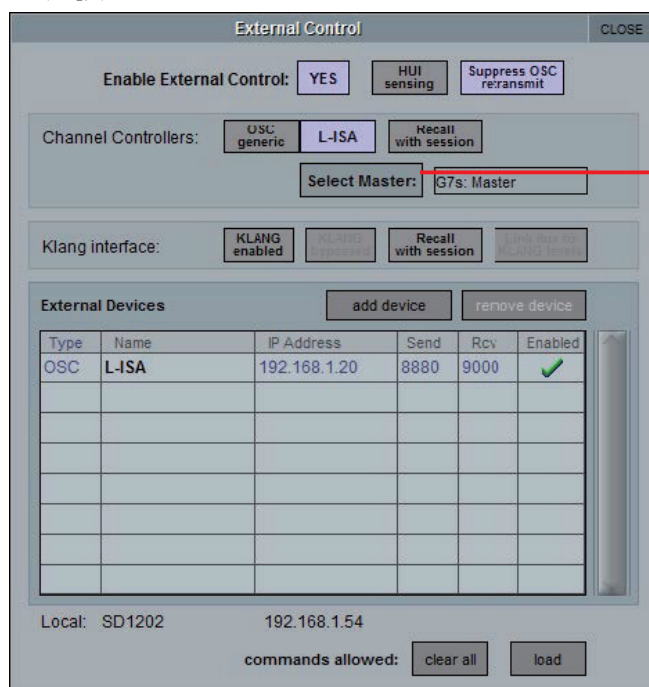 External Control
CLOSE
Enable External Control: YES HUI sensing Suppress OSC retransmit
Channel Controllers: OSC generic L-ISA Recall with session
Select Master: G7s: Master
Klang interface: KLANG enabled KLANG bypassed Recall with session
External Devices add device remove device
Type Name IP Address Send Rcv Enabled
OSC L-ISA 192.168.1.20 8880 9000
Local: SD1202 192.168.1.54
commands allowed: clear all load